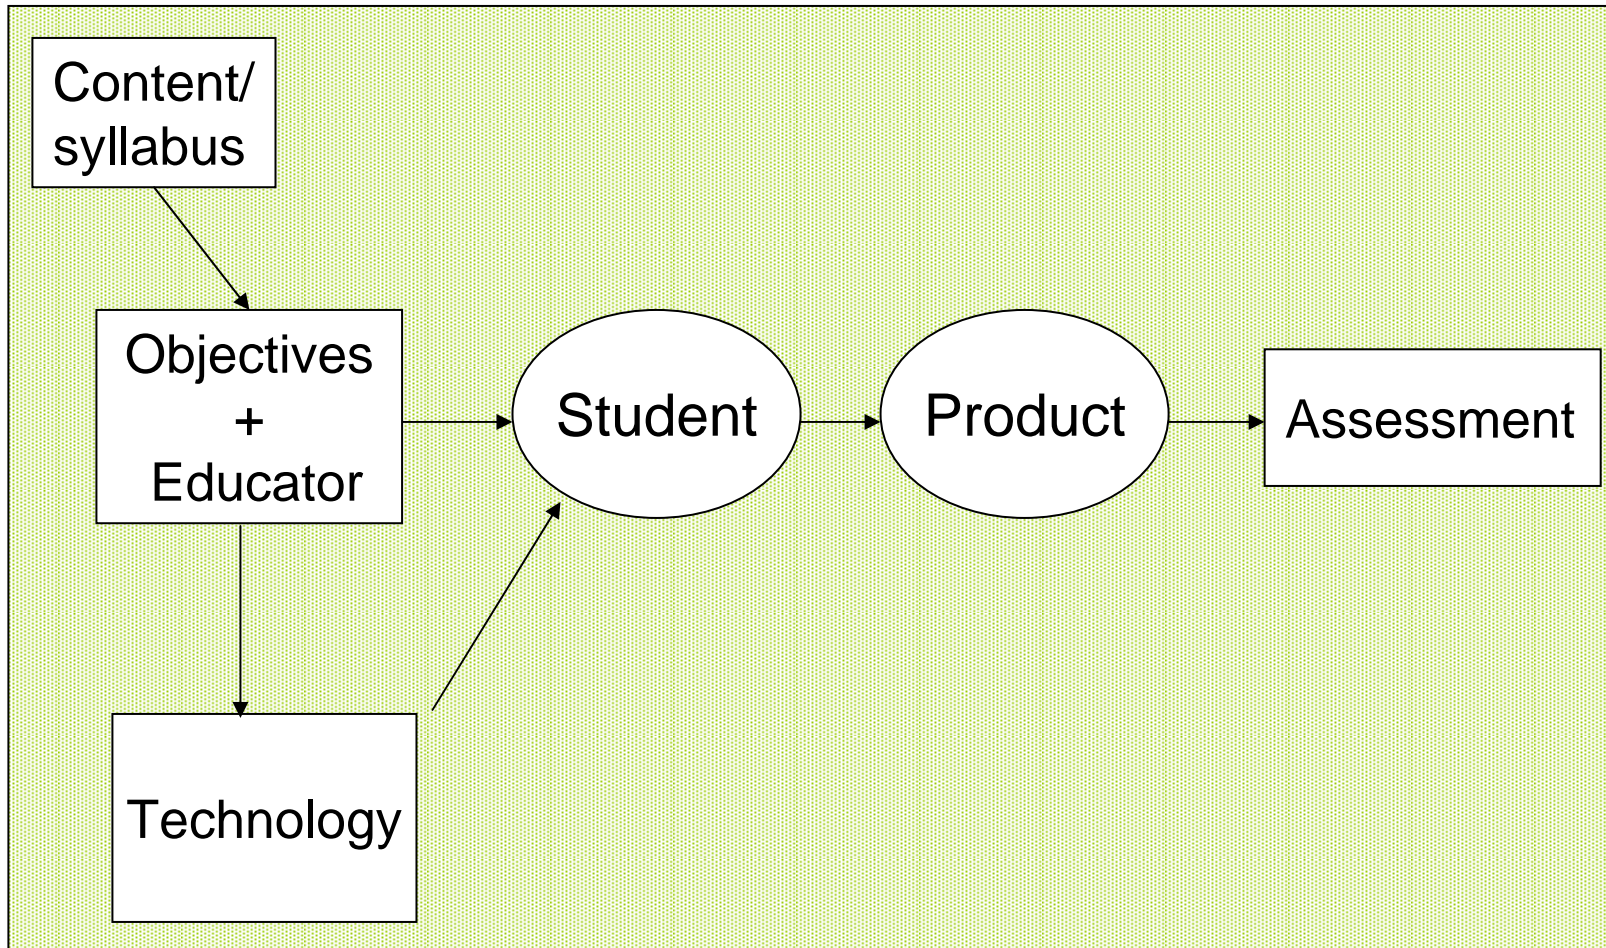 Content/
syllabus
Objectives
+
Educator
Student
Product
Assessment
Technology